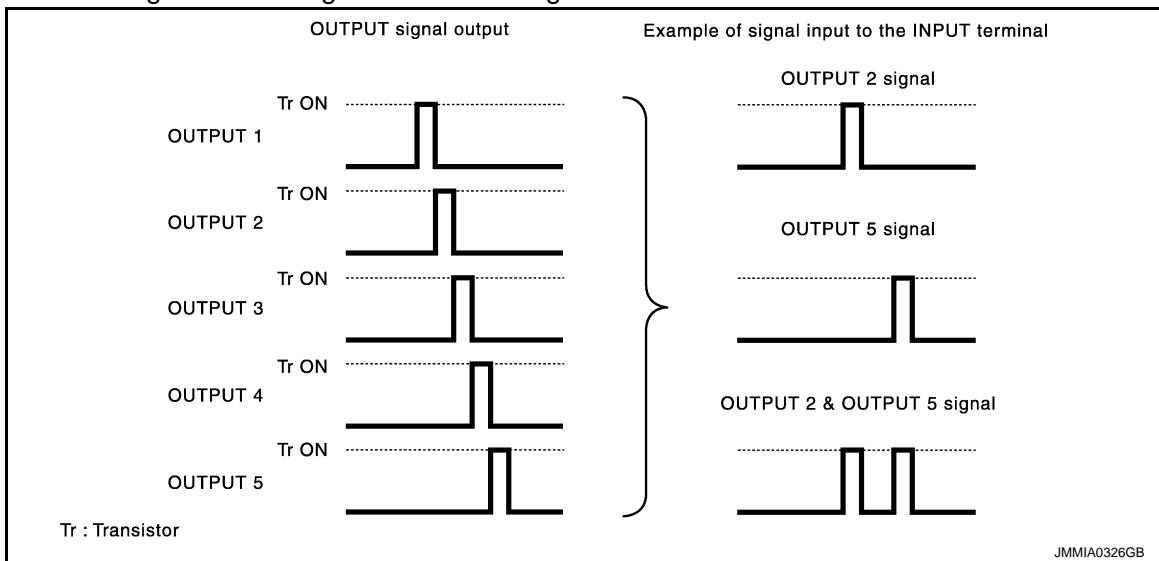 OUTPUT signal output
Example of signal input to the INPUT terminal
Tr ON
OUTPUT 1
Tr ON
OUTPUT 2
Tr ON
OUTPUT 3
Tr ON
OUTPUT 4
Tr ON
OUTPUT 5
OUTPUT 2 signal
OUTPUT 5 signal
OUTPUT 2 & OUTPUT 5 signal
Tr : Transistor
JMMIA0326GB